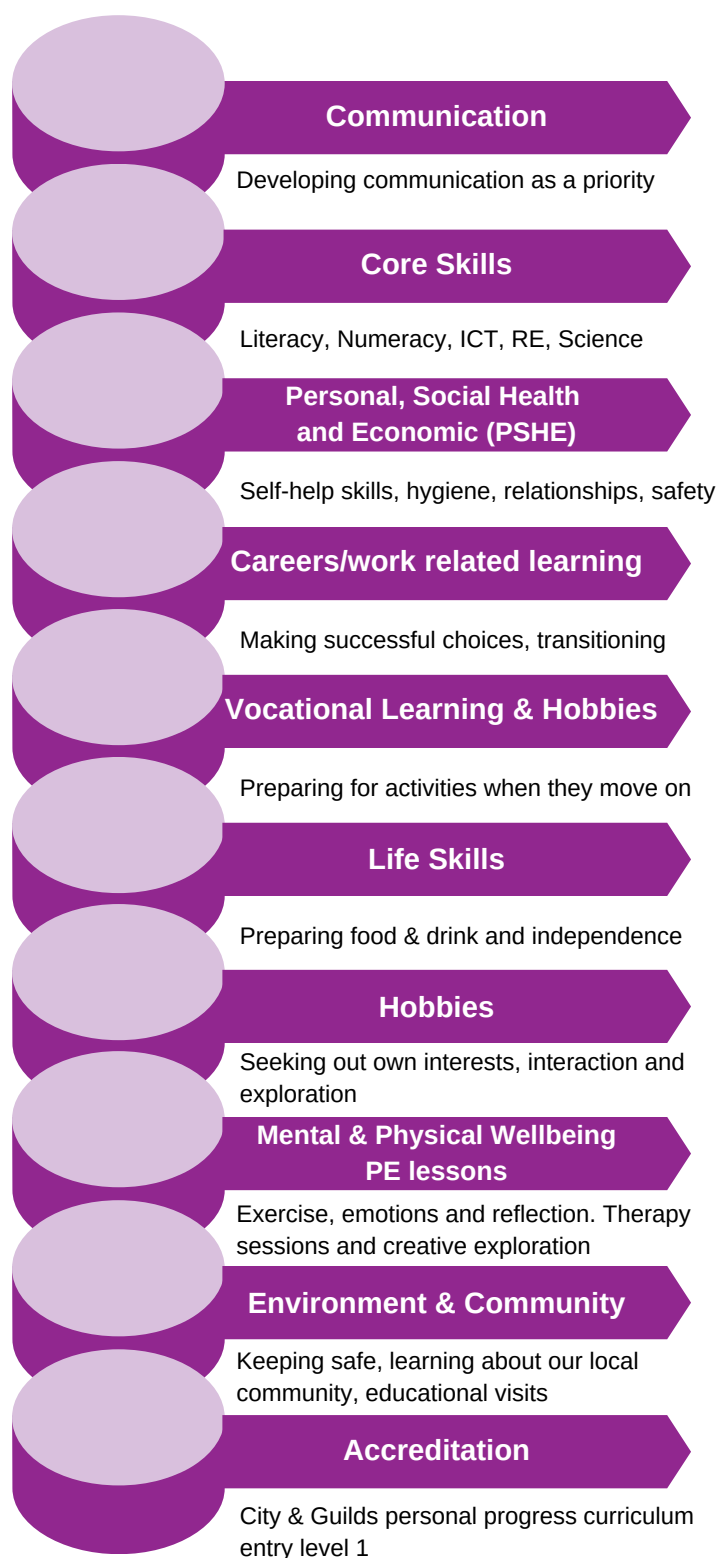 Communication
Developing communication as a priority
Core Skills
Literacy, Numeracy, ICT, RE, Science
Personal, Social Health
and Economic (PSHE)
Self-help skills, hygiene, relationships, safety
Careers/work related learning
Making successful choices, transitioning
Vocational Learning & Hobbies
Preparing for activities when they move on
Life Skills
Preparing food & drink and independence
Hobbies
Seeking out own interests, interaction and
exploration
Mental & Physical Wellbeing
PE lessons
Exercise, emotions and reflection. Therapy
sessions and creative exploration
Environment & Community
Keeping safe, learning about our local
community, educational visits
Accreditation
City & Guilds personal progress curriculum
entry level 1